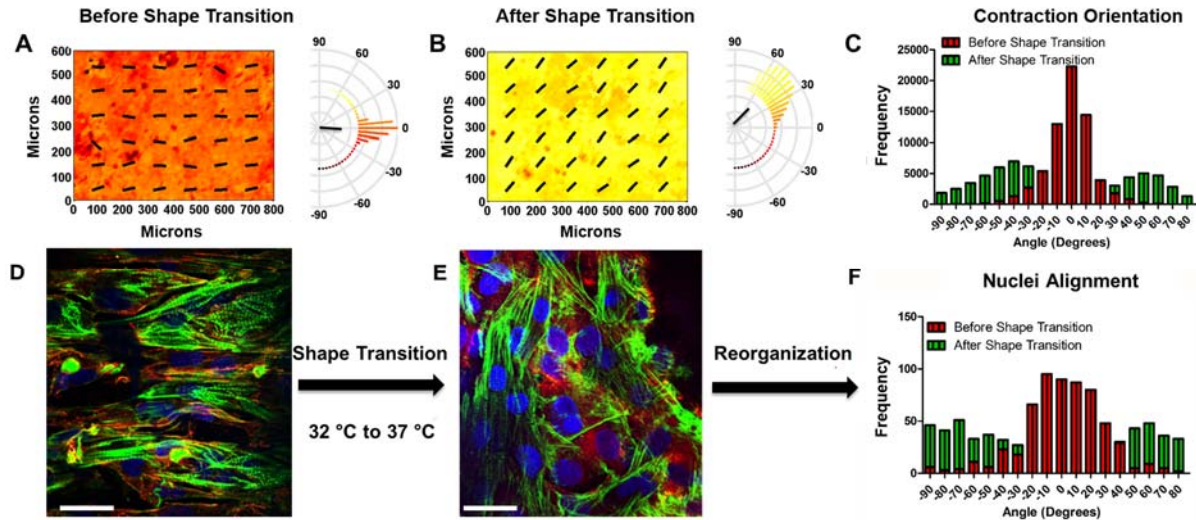 Before Shape Transition
After Shape Transition
Contraction Orientation
A
B
C
600
500
400
300
200
100
0
Microns
0 100 200 300 400 500 600 700 800
Microns
90
60
30
0
-30
-60
-90
600
500
400
300
200
100
0
Microns
0 100 200 300 400 500 600 700 800
Microns
90
60
30
0
-30
-60
-90
Before Shape Transition
After Shape Transition
25000
20000
15000
10000
5000
0
Frequency
-90 -80 -70 -60 -50 -40 -30 -20 -10 0 10 20 30 40 50 60 70 80
Angle (Degrees)
D
E
F
Shape Transition
32 °C to 37 °C
Reorganization
Nuclei Alignment
Before Shape Transition
After Shape Transition
150
100
50
0
Frequency
-90 -80 -70 -60 -50 -40 -30 -20 -10 0 10 20 30 40 50 60 70 80
Angle (Degrees)